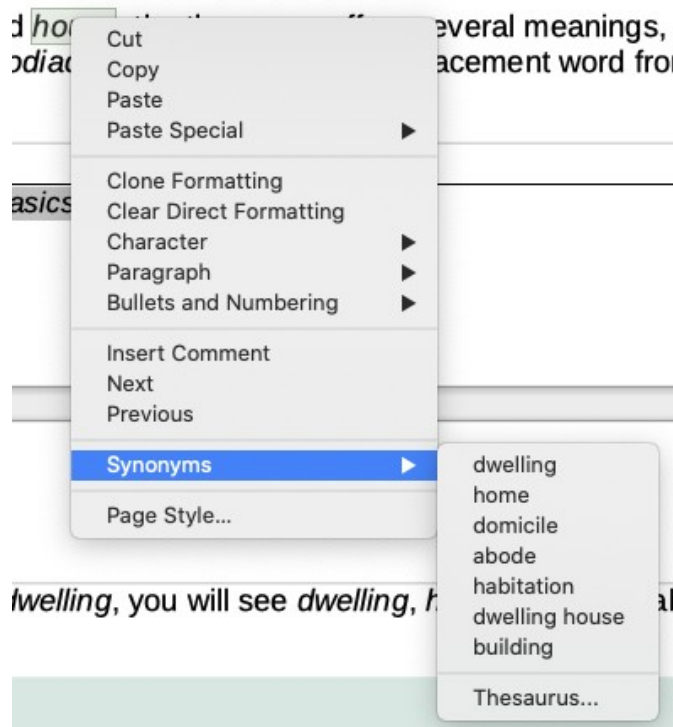 everal meanings,
acement word
Cut
Copy
Paste
Paste Special
Clone Formatting
Clear Direct Formatting
Character
Paragraph
Bullets and Numbering
Insert Comment
Next
Previous
Synonyms
Page Style...
dwelling
home
domicile
abode
habitation
dwelling house
building
Thesaurus...
dwelling, you will see dwelling,